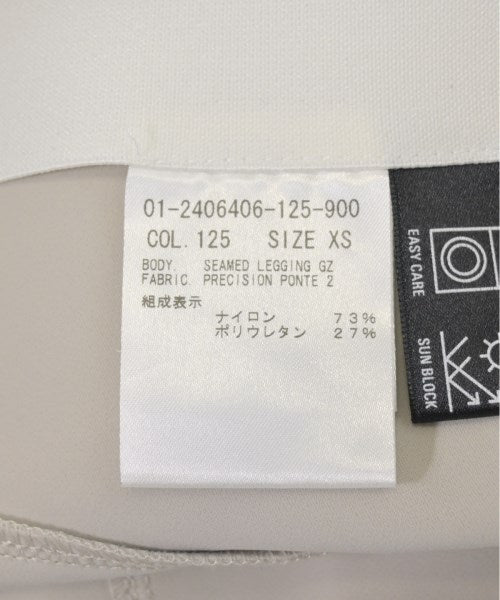 01-2406406-125-900
COL. 125 SIZE XS
BODY. SEAMED LEGGING GZ
FABRIC. PRECISION PONTE 2
組成表示
ナイロン 73%
ポリウレタン 27%
EASY CARE
SUN BLOCK